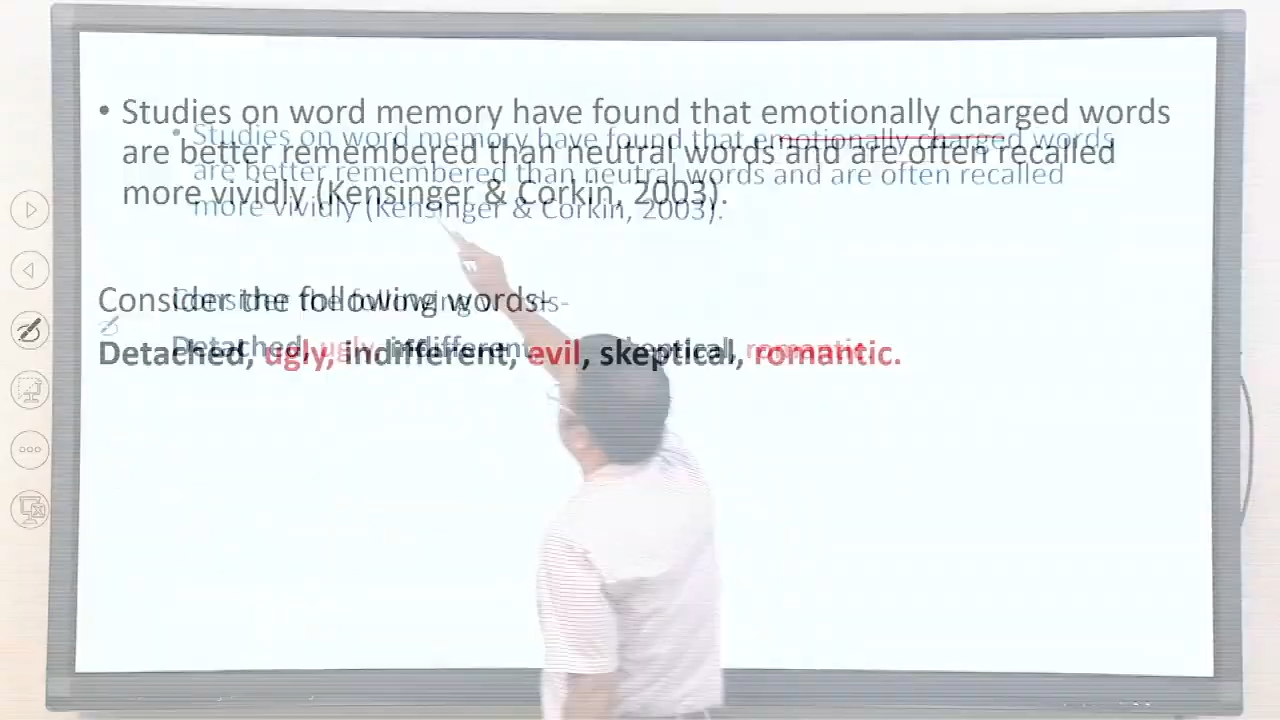 • Studies on word memory have found that emotionally charged words
are better remembered than neutral words and are often recalled
more vividly (Kensinger & Corkin, 2003).
Consider the following words-
Detached, ugly, indifferent, evil, skeptical, romantic.